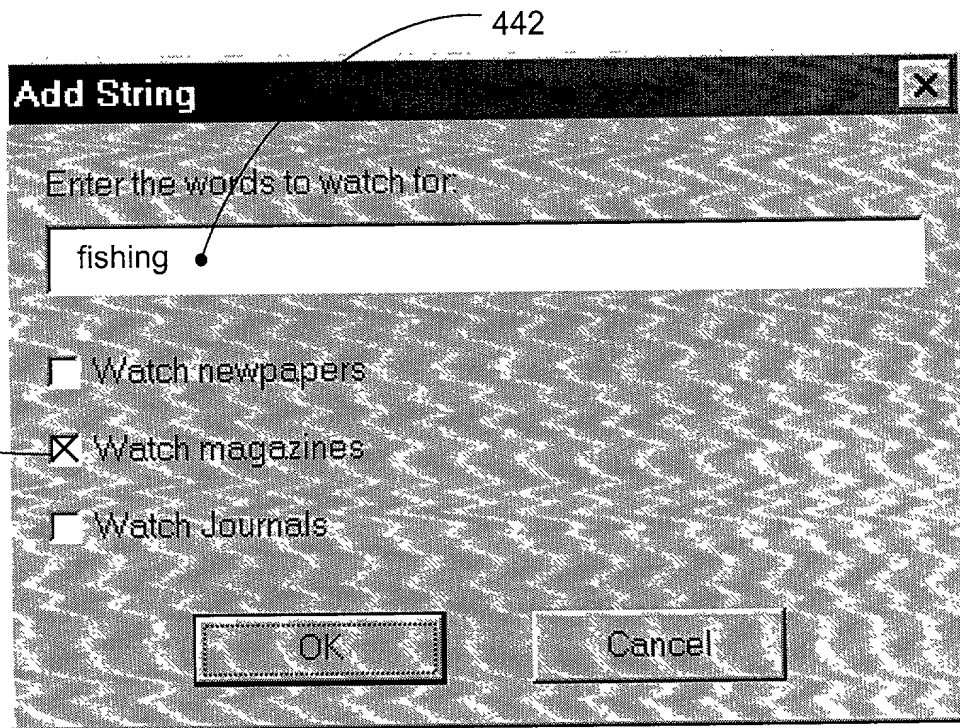 442
Add String
Enter the words to watch for:
fishing
Watch newpapers
Watch magazines
Watch Journals
OK
Cancel